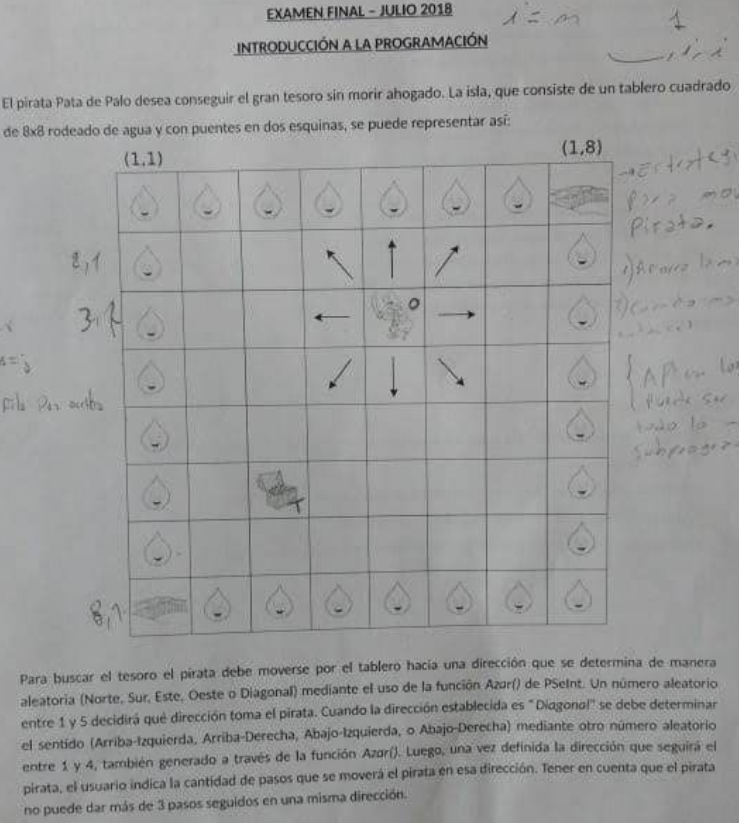 EXAMEN FINAL – JULIO 2018
1
INTRODUCCIÓN A LA PROGRAMACIÓN
El pirata Pata de Palo desea conseguir el gran tesoro sin morir ahogado. La isla, que consiste de un tablero cuadrado
de 8x8 rodeado de agua y con puentes en dos esquinas, se puede representar así:
(1,1)
(1,8)
Pirata.
2,1
8,1
Para buscar el tesoro el pirata debe moverse por el tablero hacia una dirección que se determina de manera
aleatoria (Norte, Sur, Este, Oeste o Diagonal) mediante el uso de la función Azar() de PSeInt. Un número aleatorio
entre 1 y 5 decidirá qué dirección toma el pirata. Cuando la dirección establecida es "Diagonal" se debe determinar
el sentido (Arriba-Izquierda, Arriba-Derecha, Abajo-Izquierda, o Abajo-Derecha) mediante otro número aleatorio
entre 1 y 4, también generado a través de la función Azar(). Luego, una vez definida la dirección que seguirá el
pirata, el usuario indica la cantidad de pasos que se moverá el pirata en esa dirección. Tener en cuenta que el pirata
no puede dar más de 3 pasos seguidos en una misma dirección.